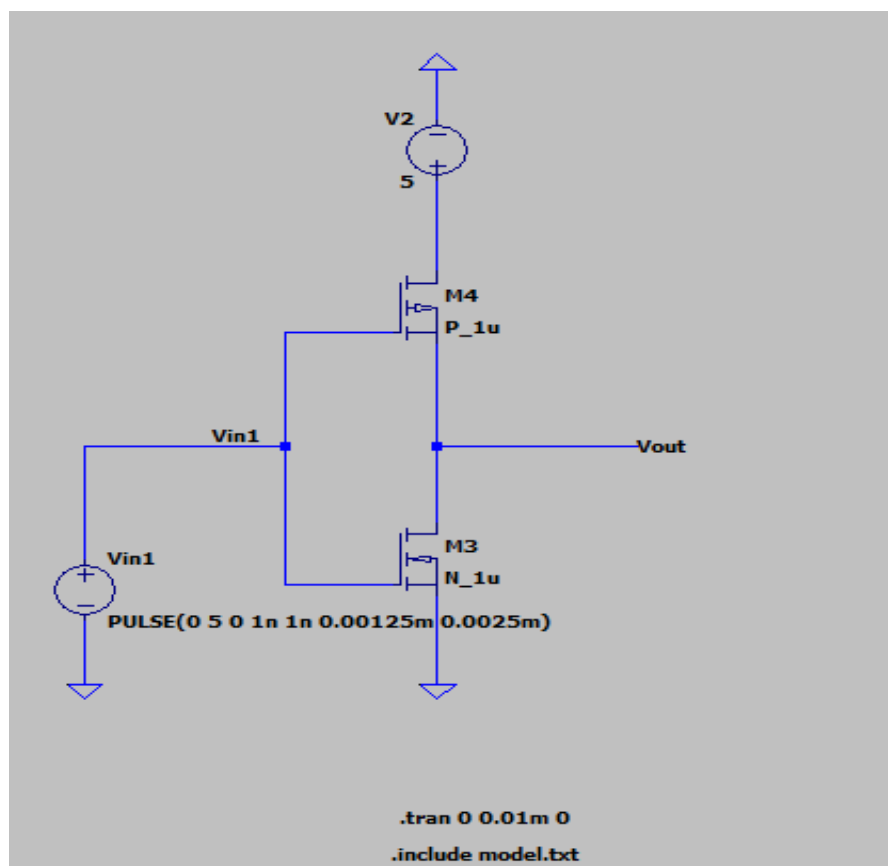 V2
5
M4
P_1u
Vin1
Vout
M3
Vin1
N_1u
PULSE(0 5 0 1n 1n 0.00125m 0.0025m)
.tran 0 0.01m 0
.include model.txt